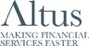 Altus
MAKING FINANCIAL
SERVICES FASTER